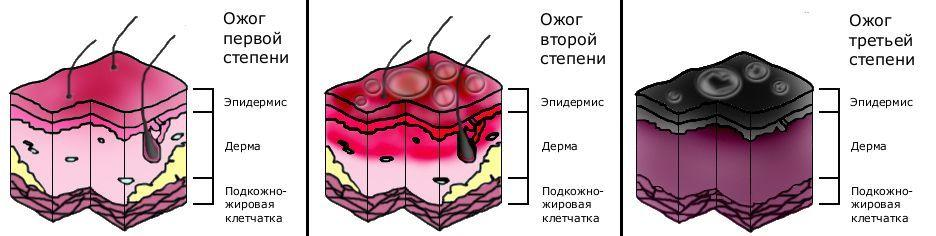 Ожог
первой
степени
Эпидермис
Дерма
Подкожно-
жировая
клетчатка
Ожог
второй
степени
Эпидермис
Дерма
Подкожно-
жировая
клетчатка
Ожог
третьей
степени
Эпидермис
Дерма
Подкожно-
жировая
клетчатка